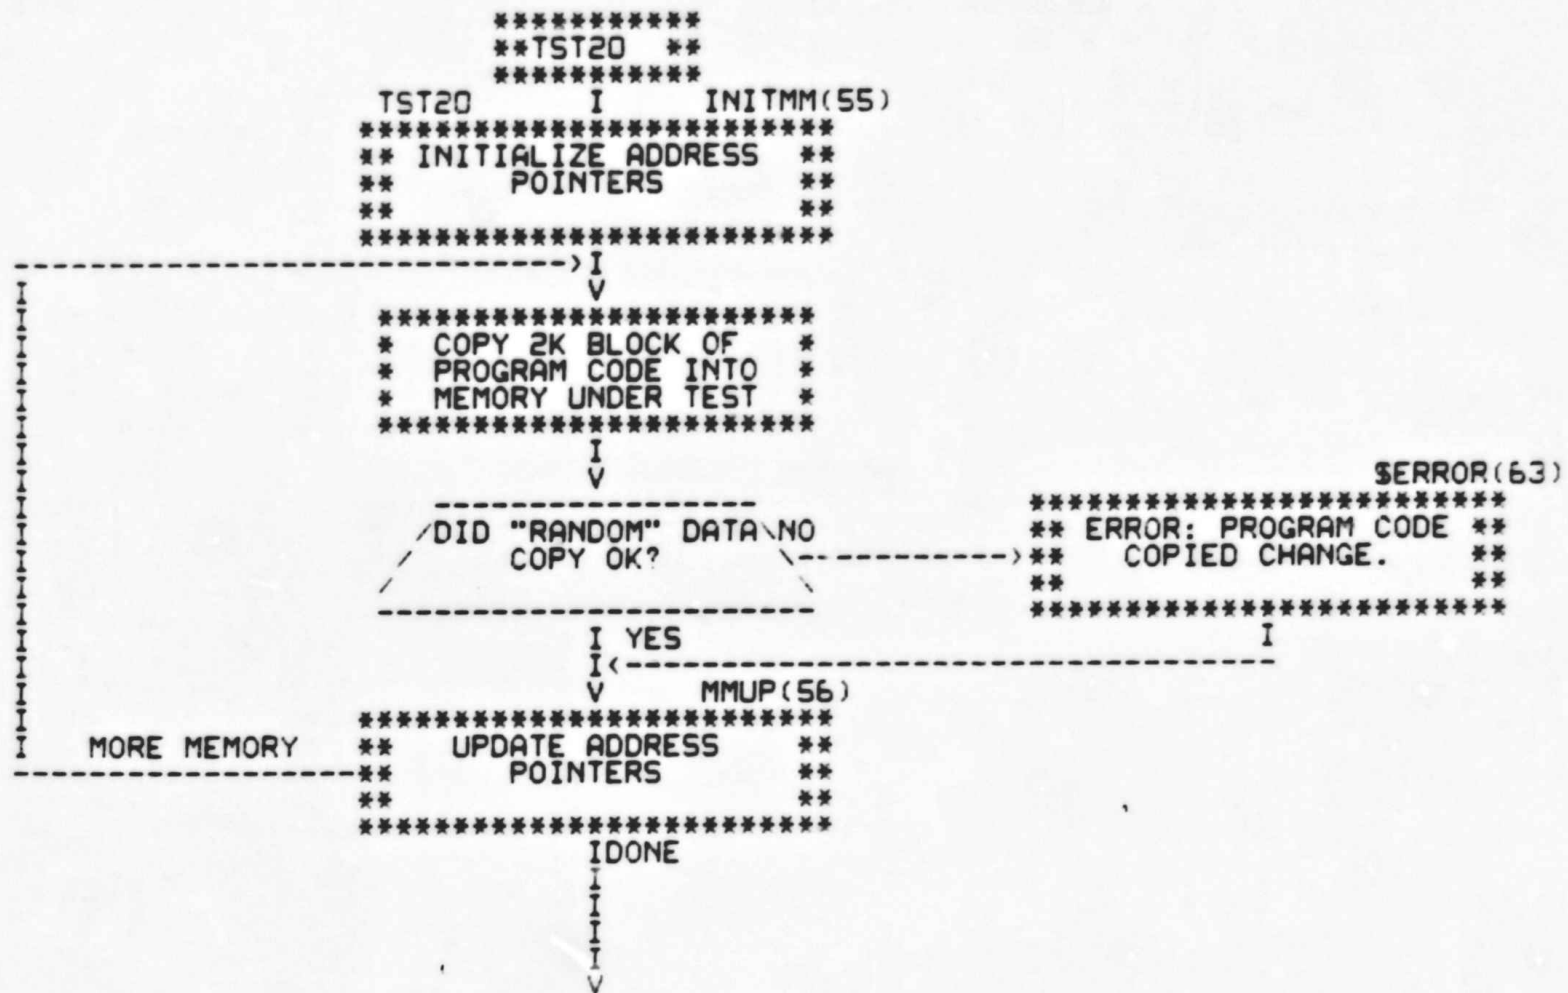 **TST20 **
TST20 I INITMM(55)
** INITIALIZE ADDRESS **
** POINTERS **
** **
I
V
* COPY 2K BLOCK OF *
* PROGRAM CODE INTO *
* MEMORY UNDER TEST *
I
V
$ERROR(63)
/DID "RANDOM" DATA\NO
COPY OK?
** ERROR: PROGRAM CODE **
** COPIED CHANGE. **
** **
I YES
I
V MMUP(56)
MORE MEMORY
** UPDATE ADDRESS **
** POINTERS **
** **
IDONE
V